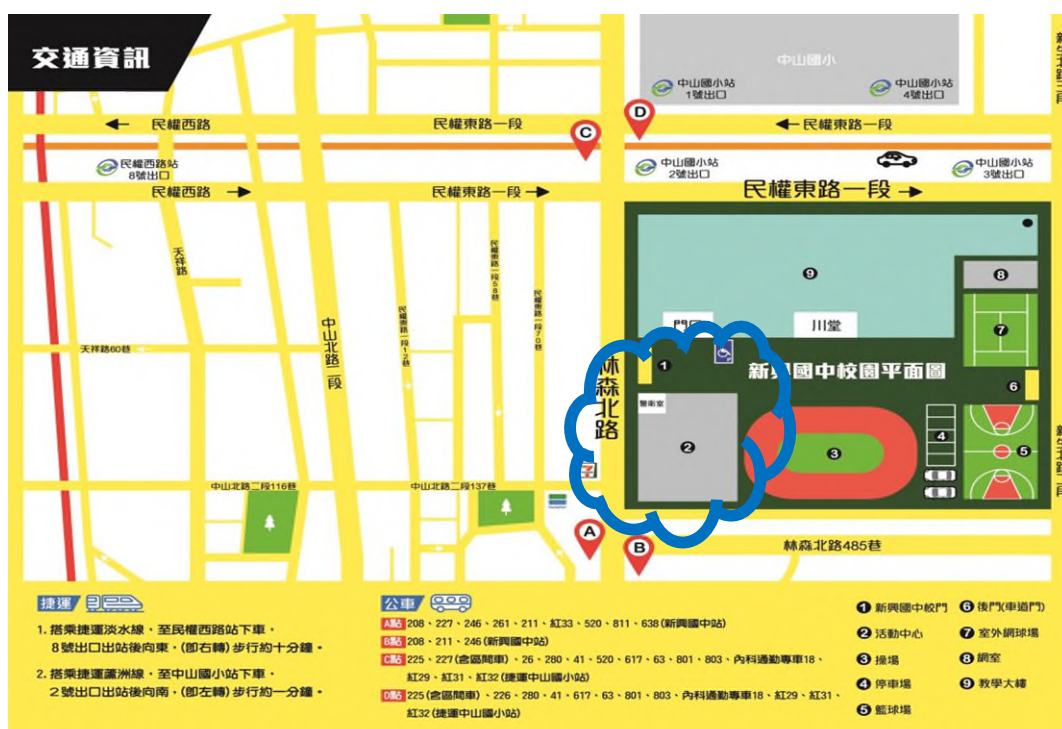 交通資訊
中山國小
中山國小站
1號出口
中山國小站
4號出口
← 民權西路
民權東路一段
← 民權東路一段
C
D
民權西路站
8號出口
中山國小站
2號出口
中山國小站
3號出口
民權西路 →
民權東路一段 →
民權東路一段 →
天祥路
民權東路一段58巷
民權東路一段70巷
民權東路一段17巷
中山北路二段
天祥路60巷
林森北路
9
8
7
川堂
1
新興國中校園平面圖
6
警衛室
2
3
4
5
中山北路二段116巷
中山北路二段137巷
A
B
林森北路485巷
捷運
1. 搭乘捷運淡水線,至民權西路站下車,
8號出口出站後向東,(即右轉)步行約十分鐘。
2. 搭乘捷運蘆洲線,至中山國小站下車,
2號出口出站後向南,(即左轉)步行約一分鐘。
公車
A點 208、227、246、261、211、紅33、520、811、638 (新興國中站)
B點 208、211、246 (新興國中站)
C點 225、227 (含區間車)、26、280、41、520、617、63、801、803、內科通勤專車18、
紅29、紅31、紅32 (捷運中山國小站)
D點 225 (含區間車)、226、280、41、617、63、801、803、內科通勤專車18、紅29、紅31、
紅32 (捷運中山國小站)
1 新興國中校門
2 活動中心
3 操場
4 停車場
5 籃球場
6 後門(車道門)
7 室外網球場
8 網室
9 教學大樓